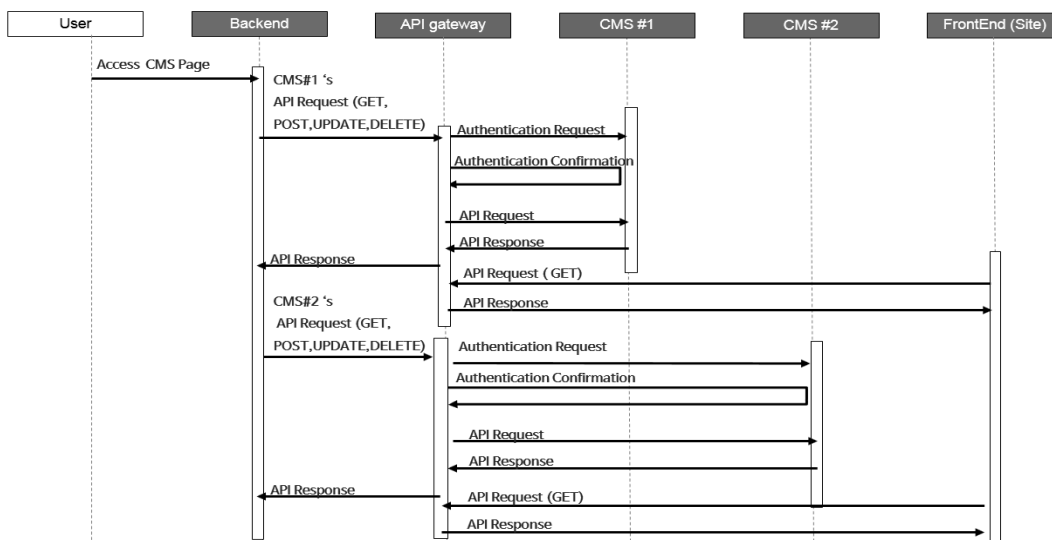 User
Backend
API gateway
CMS #1
CMS #2
FrontEnd (Site)
Access CMS Page
CMS#1 ‘s
API Request (GET,
POST,UPDATE,DELETE)
Authentication Request
Authentication Confirmation
API Request
API Response
API Response
API Request ( GET)
API Response
CMS#2 ‘s
API Request (GET,
POST,UPDATE,DELETE)
Authentication Request
Authentication Confirmation
API Request
API Response
API Response
API Request (GET)
API Response